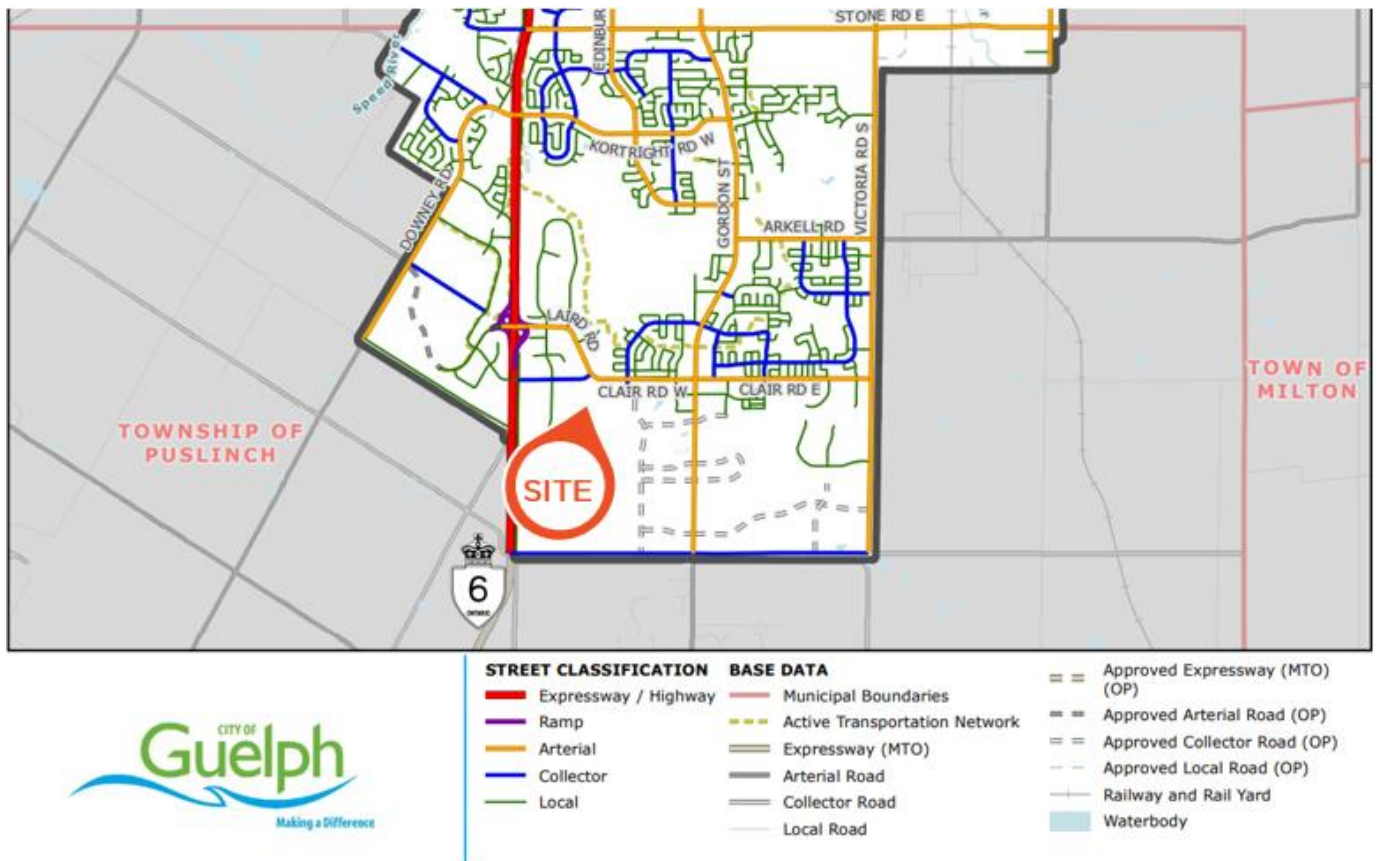 STONE RD E
EDINBUR
Speed River
KORTRIGHT RD W
DOWNEY RD
GORDON ST
VICTORIA RD S
ARKELL RD
LAIRD RD
CLAIR RD W
CLAIR RD E
TOWN OF
MILTON
TOWNSHIP OF
PUSLINCH
SITE
6
ONTARIO
CITY OF
Guelph
Making a Difference
STREET CLASSIFICATION
Expressway / Highway
Ramp
Arterial
Collector
Local
BASE DATA
Municipal Boundaries
Active Transportation Network
Expressway (MTO)
Arterial Road
Collector Road
Local Road
Approved Expressway (MTO)
(OP)
Approved Arterial Road (OP)
Approved Collector Road (OP)
Approved Local Road (OP)
Railway and Rail Yard
Waterbody